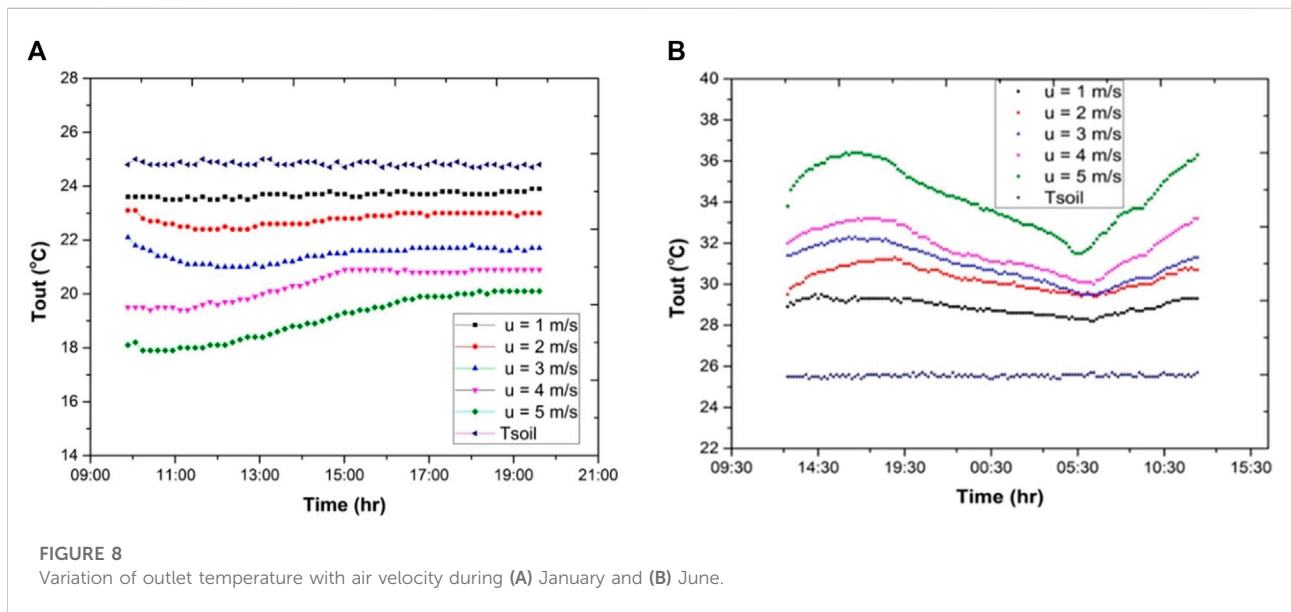 A
28
26
24
22
20
18
16
14
Tout (°C)
09:00 11:00 13:00 15:00 17:00 19:00 21:00
Time (hr)
u = 1 m/s
u = 2 m/s
u = 3 m/s
u = 4 m/s
u = 5 m/s
Tsoil
B
40
38
36
34
32
30
28
26
24
22
Tout (°C)
09:30 14:30 19:30 00:30 05:30 10:30 15:30
Time (hr)
u = 1 m/s
u = 2 m/s
u = 3 m/s
u = 4 m/s
u = 5 m/s
Tsoil
FIGURE 8
Variation of outlet temperature with air velocity during (A) January and (B) June.